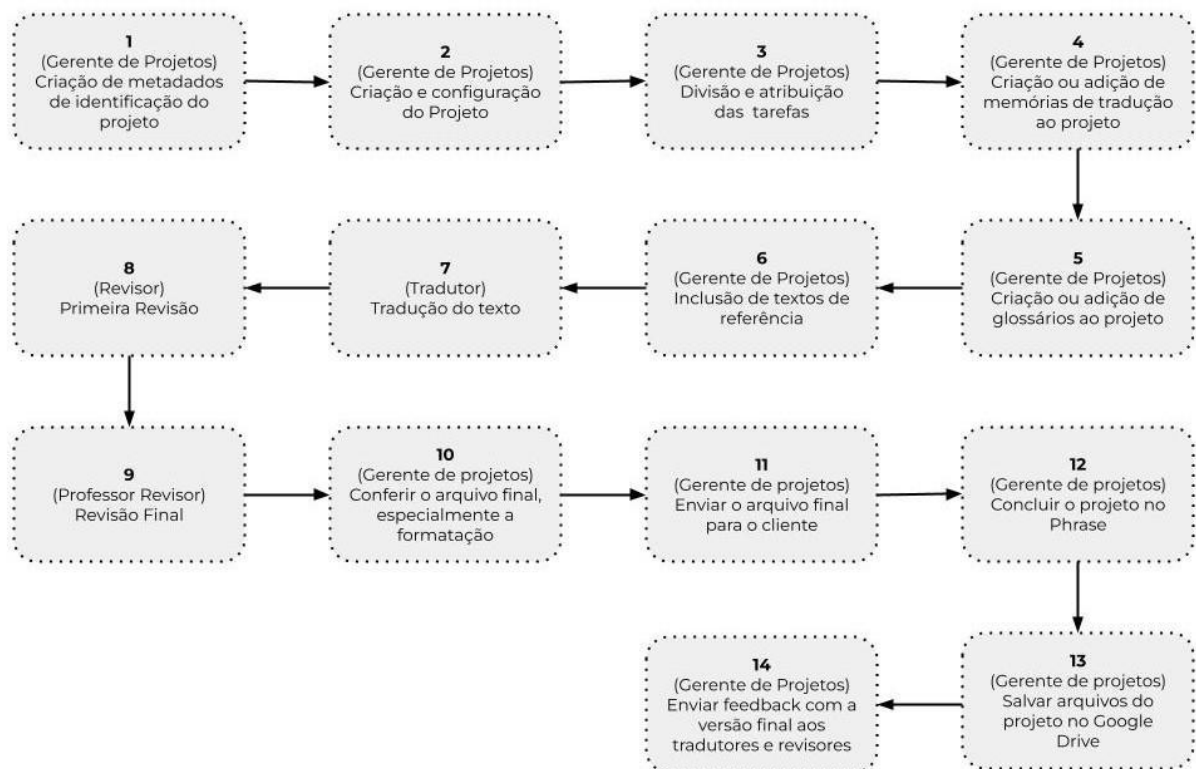 1
(Gerente de Projetos)
Criação de metadados
de identificação do
projeto
2
(Gerente de Projetos)
Criação e configuração
do Projeto
3
(Gerente de Projetos)
Divisão e atribuição
das tarefas
4
(Gerente de Projetos)
Criação ou adição de
memórias de tradução
ao projeto
5
(Gerente de Projetos)
Criação ou adição de
glossários ao projeto
6
(Gerente de Projetos)
Inclusão de textos de
referência
7
(Tradutor)
Tradução do texto
8
(Revisor)
Primeira Revisão
9
(Professor Revisor)
Revisão Final
10
(Gerente de projetos)
Conferir o arquivo final,
especialmente a
formatação
11
(Gerente de projetos)
Enviar o arquivo final
para o cliente
12
(Gerente de projetos)
Concluir o projeto no
Phrase
13
(Gerente de projetos)
Salvar arquivos do
projeto no Google
Drive
14
(Gerente de Projetos)
Enviar feedback com a
versão final aos
tradutores e revisores